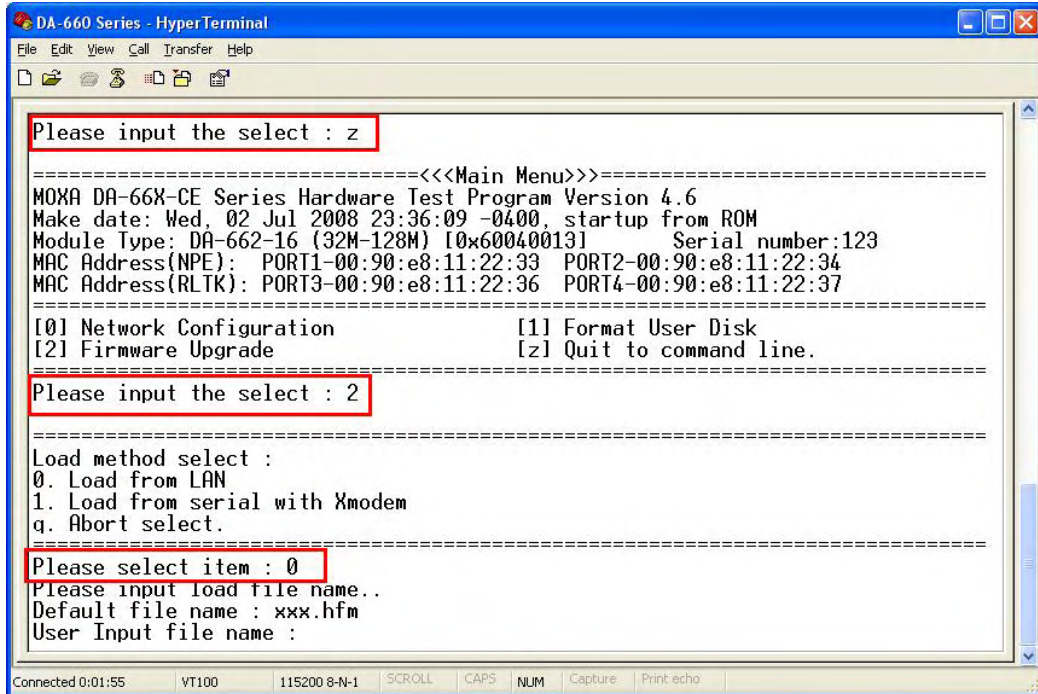 DA-660 Series - HyperTerminal
File Edit View Call Transfer Help
Please input the select : z
================================<<<Main Menu>>>================================
MOXA DA-66X-CE Series Hardware Test Program Version 4.6
Make date: Wed, 02 Jul 2008 23:36:09 -0400, startup from ROM
Module Type: DA-662-16 (32M-128M) [0x60040013] Serial number:123
MAC Address(NPE): PORT1-00:90:e8:11:22:33 PORT2-00:90:e8:11:22:34
MAC Address(RLTK): PORT3-00:90:e8:11:22:36 PORT4-00:90:e8:11:22:37
===============================================================================
[0] Network Configuration [1] Format User Disk
[2] Firmware Upgrade [z] Quit to command line.
===============================================================================
Please input the select : 2
===============================================================================
Load method select :
0. Load from LAN
1. Load from serial with Xmodem
q. Abort select.
===============================================================================
Please select item : 0
Please input load file name..
Default file name : xxx.hfm
User Input file name :
Connected 0:01:55 VT100 115200 8-N-1 SCROLL CAPS NUM Capture Print echo